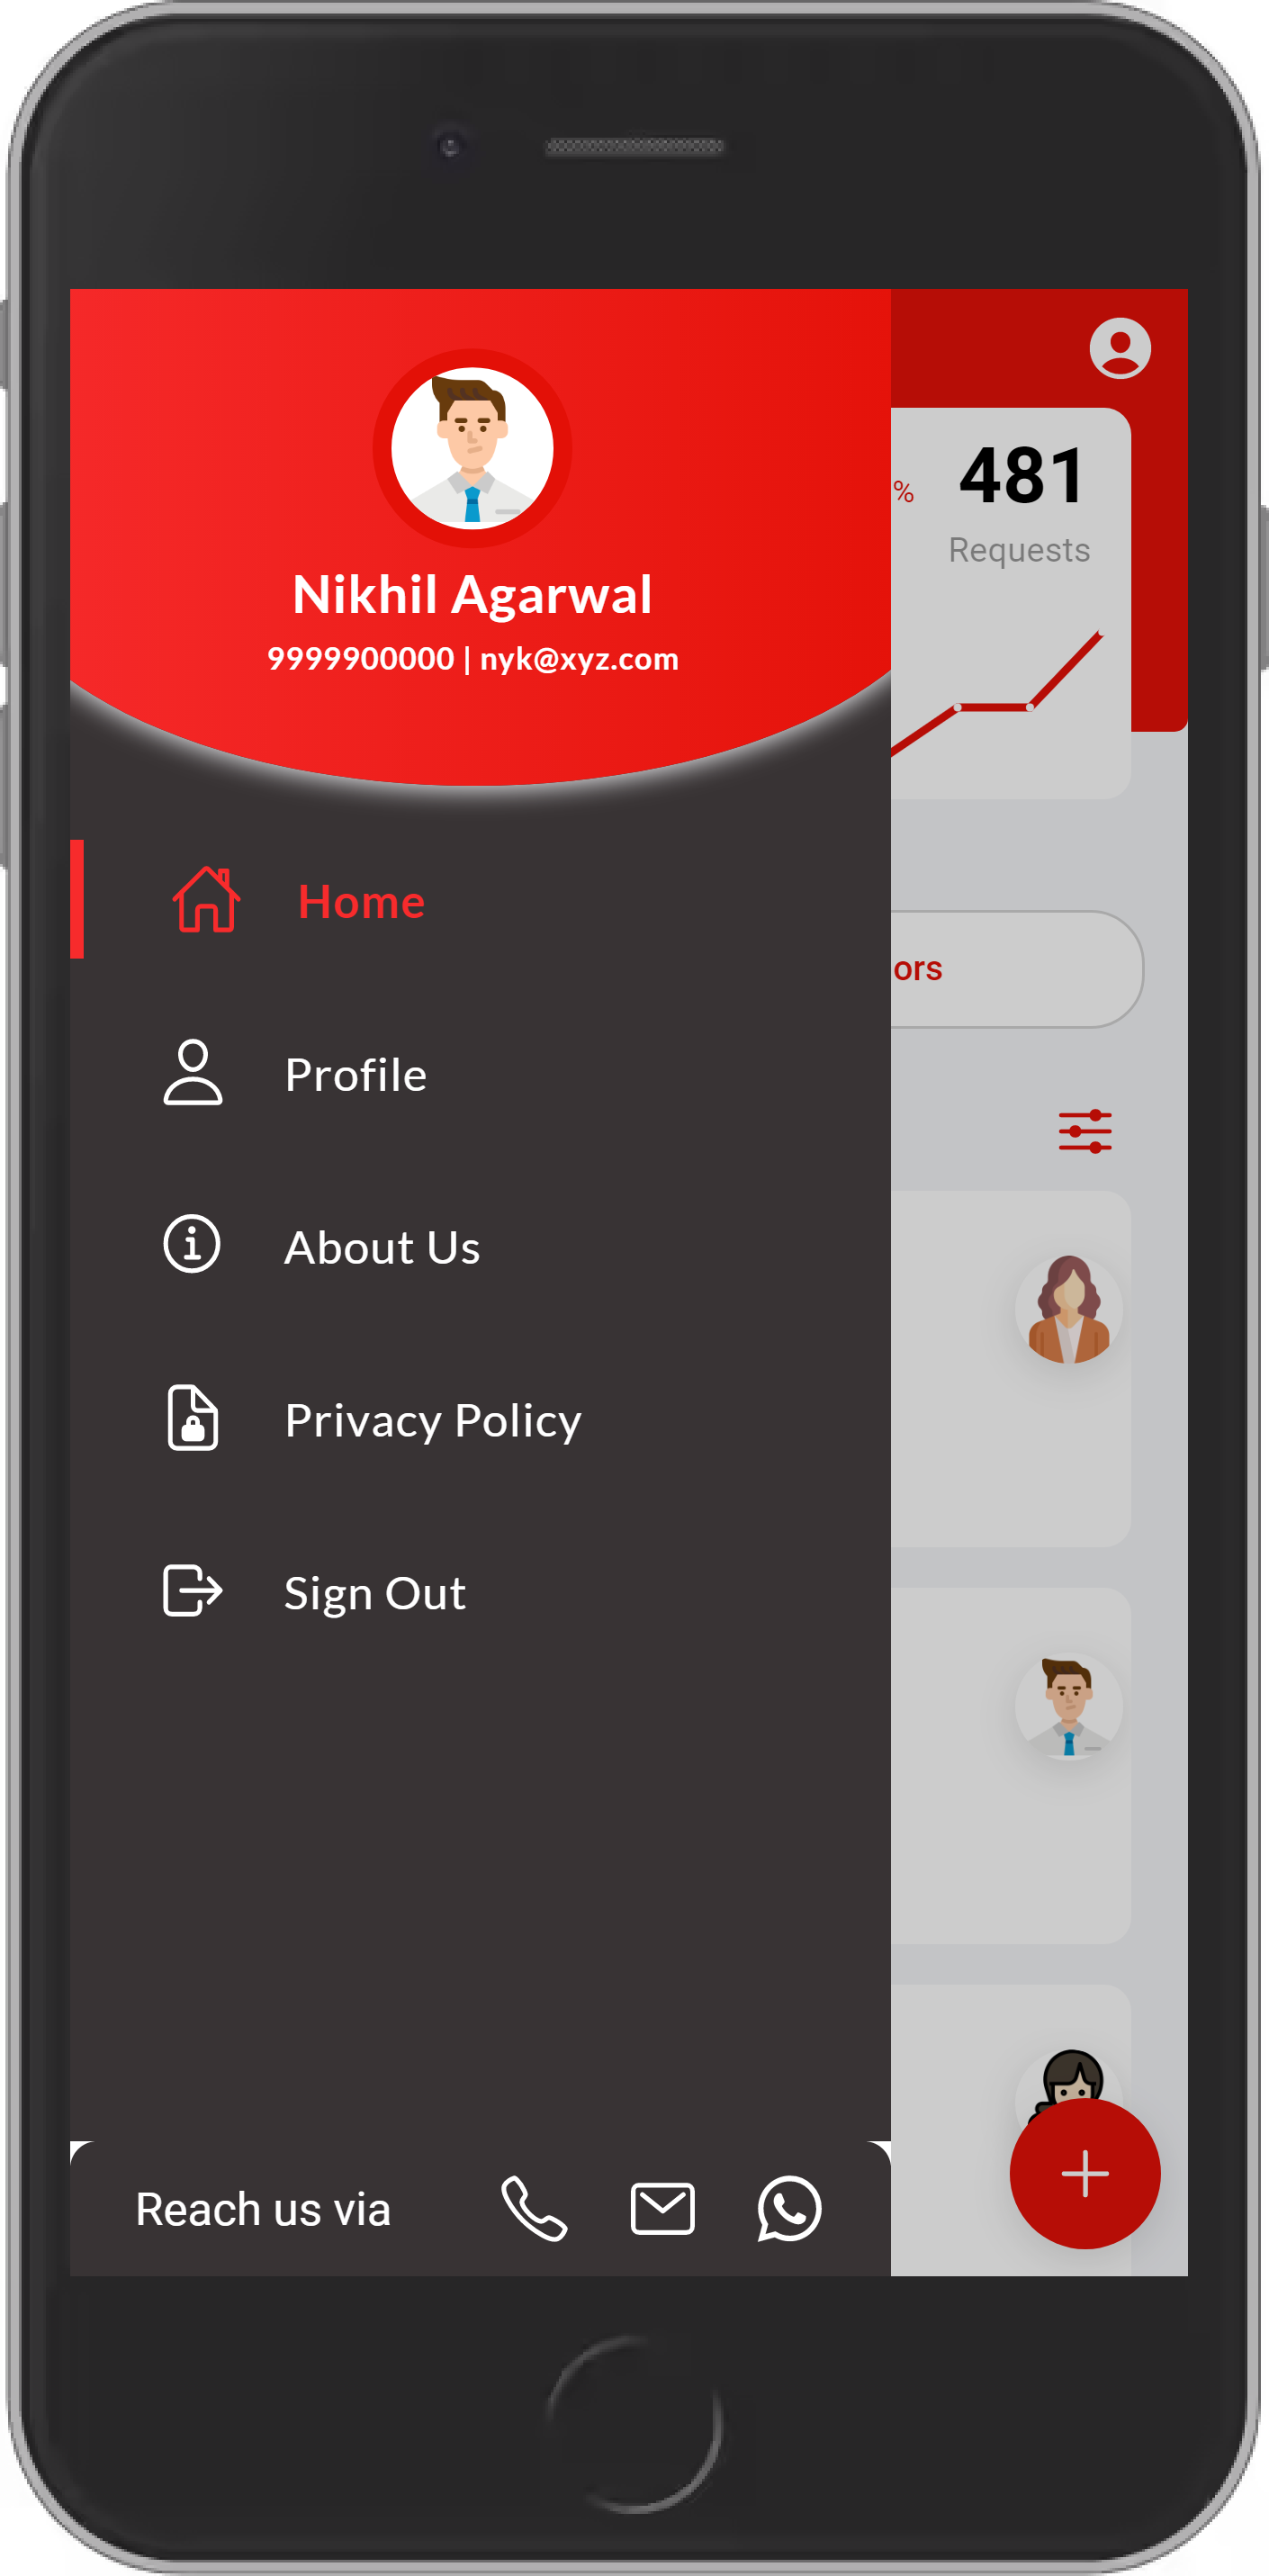 Nikhil Agarwal
9999900000 | nyk@xyz.com
Home
Profile
About Us
Privacy Policy
Sign Out
Reach us via
% 481
Requests
ors